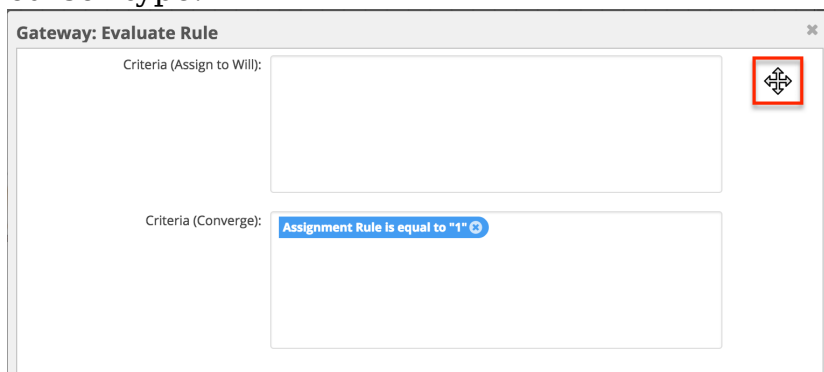 Gateway: Evaluate Rule
Criteria (Assign to Will):
Criteria (Converge):
Assignment Rule is equal to "1"